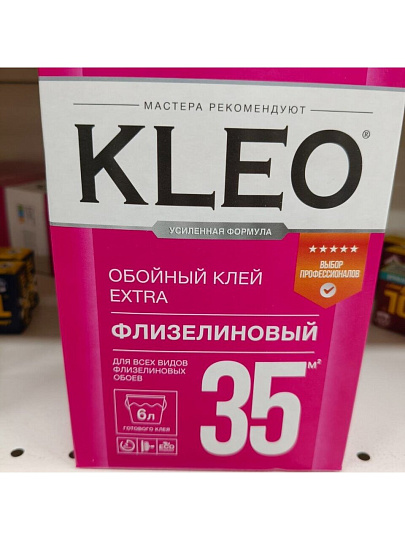 МАСТЕРА РЕКОМЕНДУЮТ
KLEO®
УСИЛЕННАЯ ФОРМУЛА
★★★★★
ВЫБОР
ПРОФЕССИОНАЛОВ
ОБОЙНЫЙ КЛЕЙ
EXTRA
ФЛИЗЕЛИНОВЫЙ
ДЛЯ ВСЕХ ВИДОВ
ФЛИЗЕЛИНОВЫХ
ОБОЕВ
35 м²
6л
ГОТОВОГО КЛЕЯ
ECO